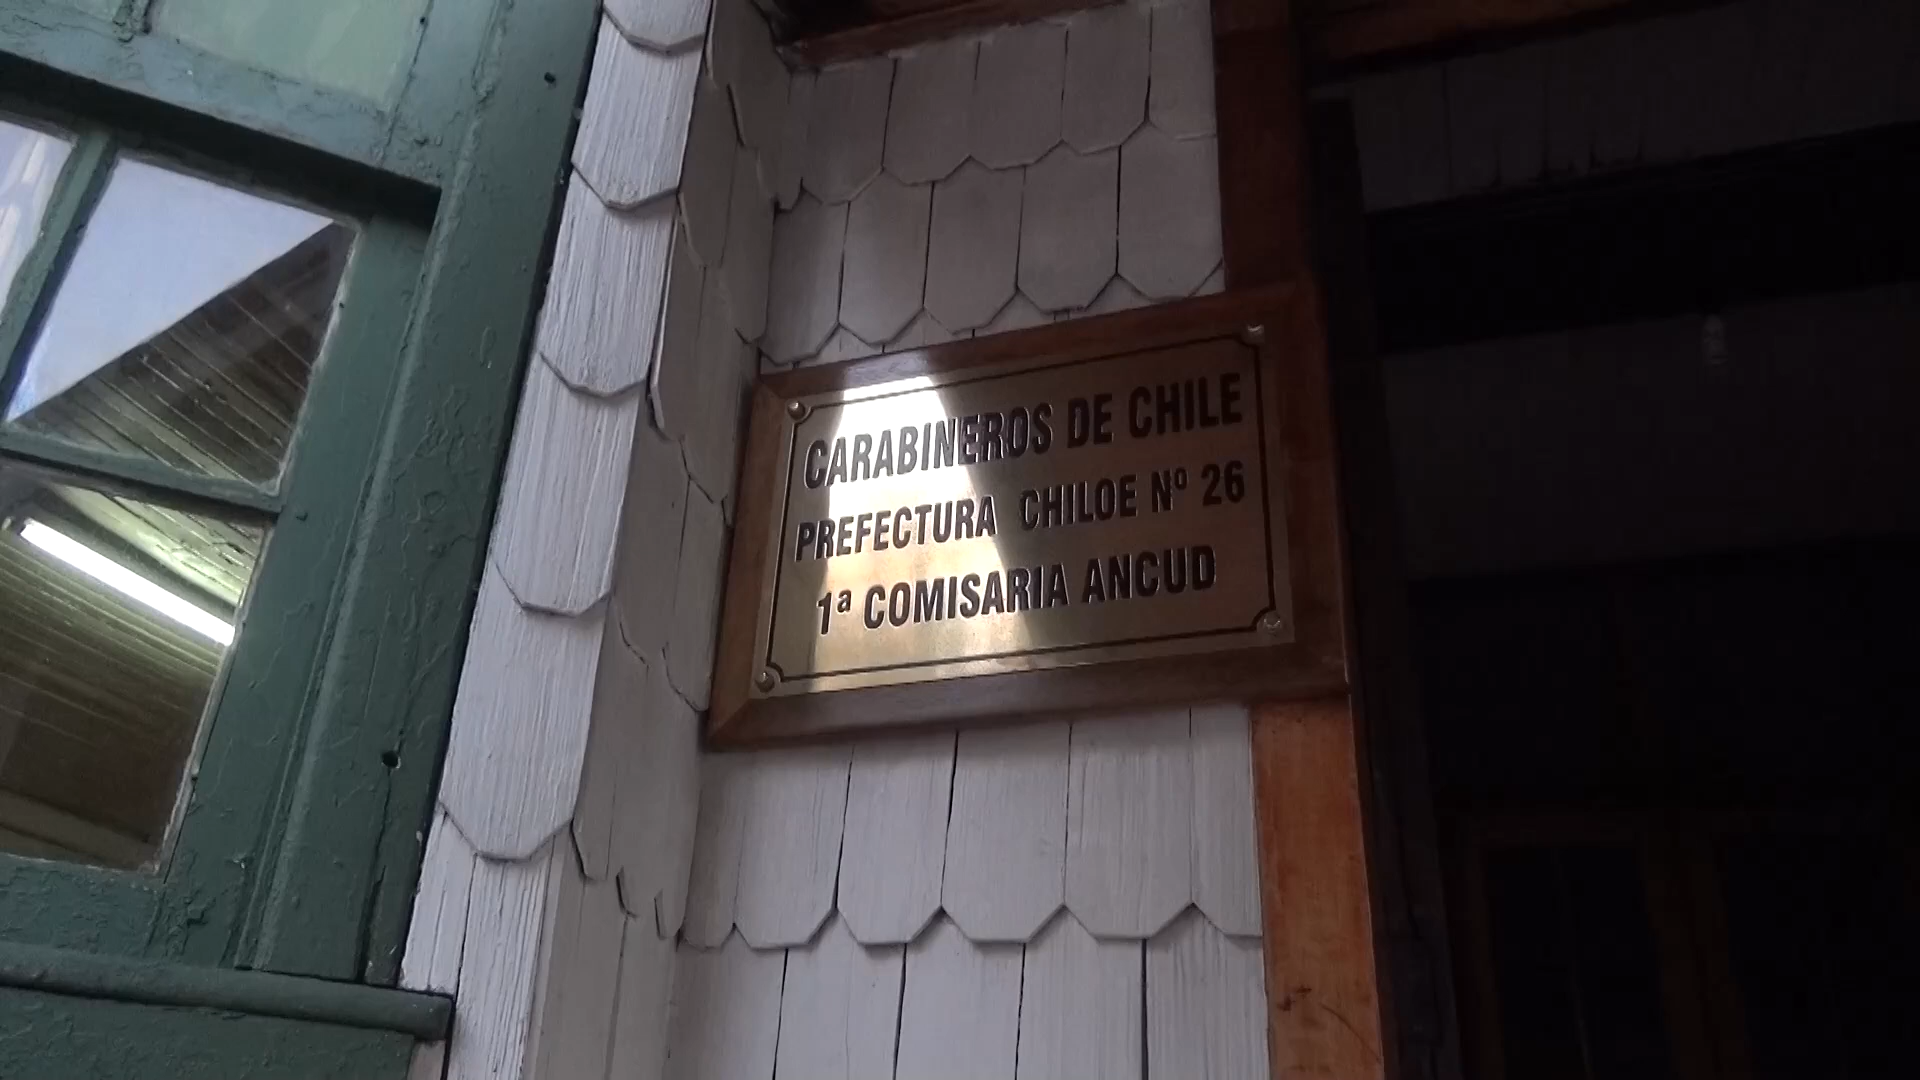 CARABINEROS DE CHILE
PREFECTURA CHILOE Nº 26
1ª COMISARIA ANCUD